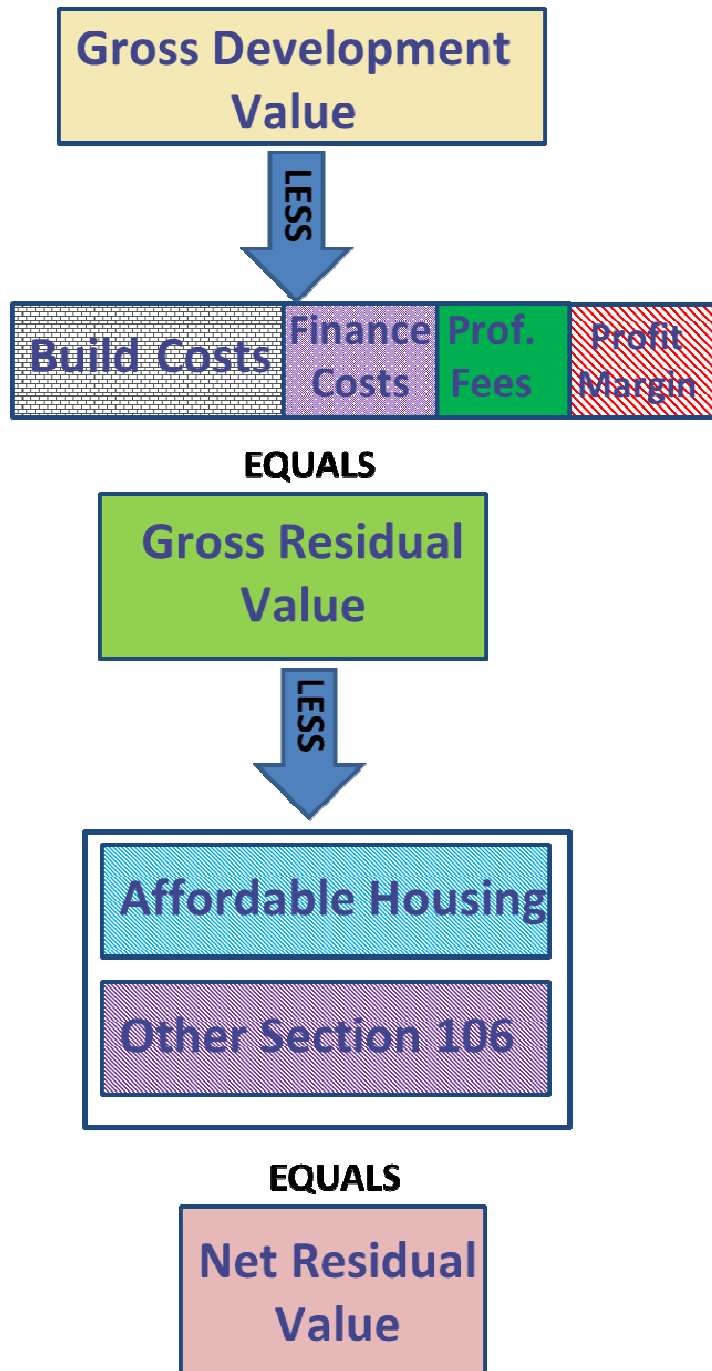 Gross Development
Value
LESS
Build Costs
Finance
Costs
Prof.
Fees
Profit
Margin
EQUALS
Gross Residual
Value
LESS
Affordable Housing
Other Section 106
EQUALS
Net Residual
Value